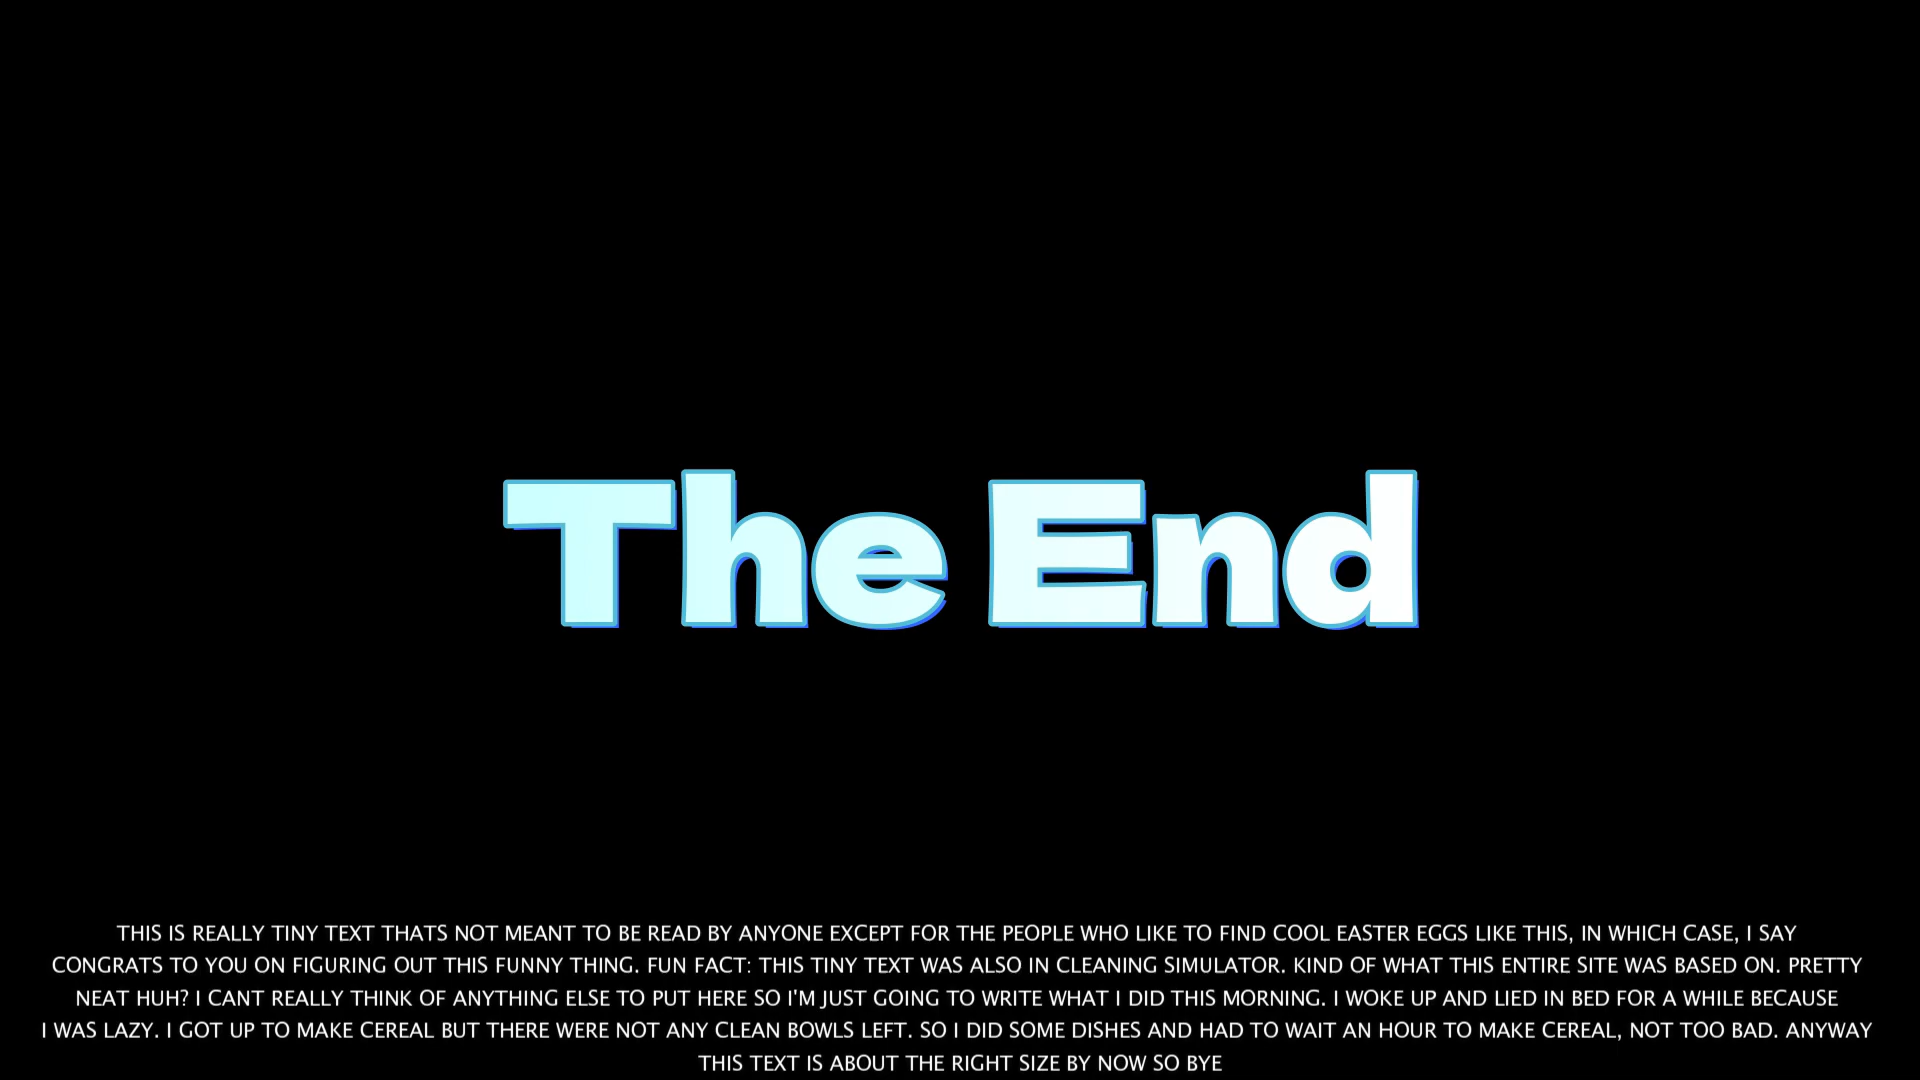 The End
THIS IS REALLY TINY TEXT THATS NOT MEANT TO BE READ BY ANYONE EXCEPT FOR THE PEOPLE WHO LIKE TO FIND COOL EASTER EGGS LIKE THIS, IN WHICH CASE, I SAY
CONGRATS TO YOU ON FIGURING OUT THIS FUNNY THING. FUN FACT: THIS TINY TEXT WAS ALSO IN CLEANING SIMULATOR. KIND OF WHAT THIS ENTIRE SITE WAS BASED ON. PRETTY
NEAT HUH? I CANT REALLY THINK OF ANYTHING ELSE TO PUT HERE SO I'M JUST GOING TO WRITE WHAT I DID THIS MORNING. I WOKE UP AND LIED IN BED FOR A WHILE BECAUSE
I WAS LAZY. I GOT UP TO MAKE CEREAL BUT THERE WERE NOT ANY CLEAN BOWLS LEFT. SO I DID SOME DISHES AND HAD TO WAIT AN HOUR TO MAKE CEREAL, NOT TOO BAD. ANYWAY
THIS TEXT IS ABOUT THE RIGHT SIZE BY NOW SO BYE